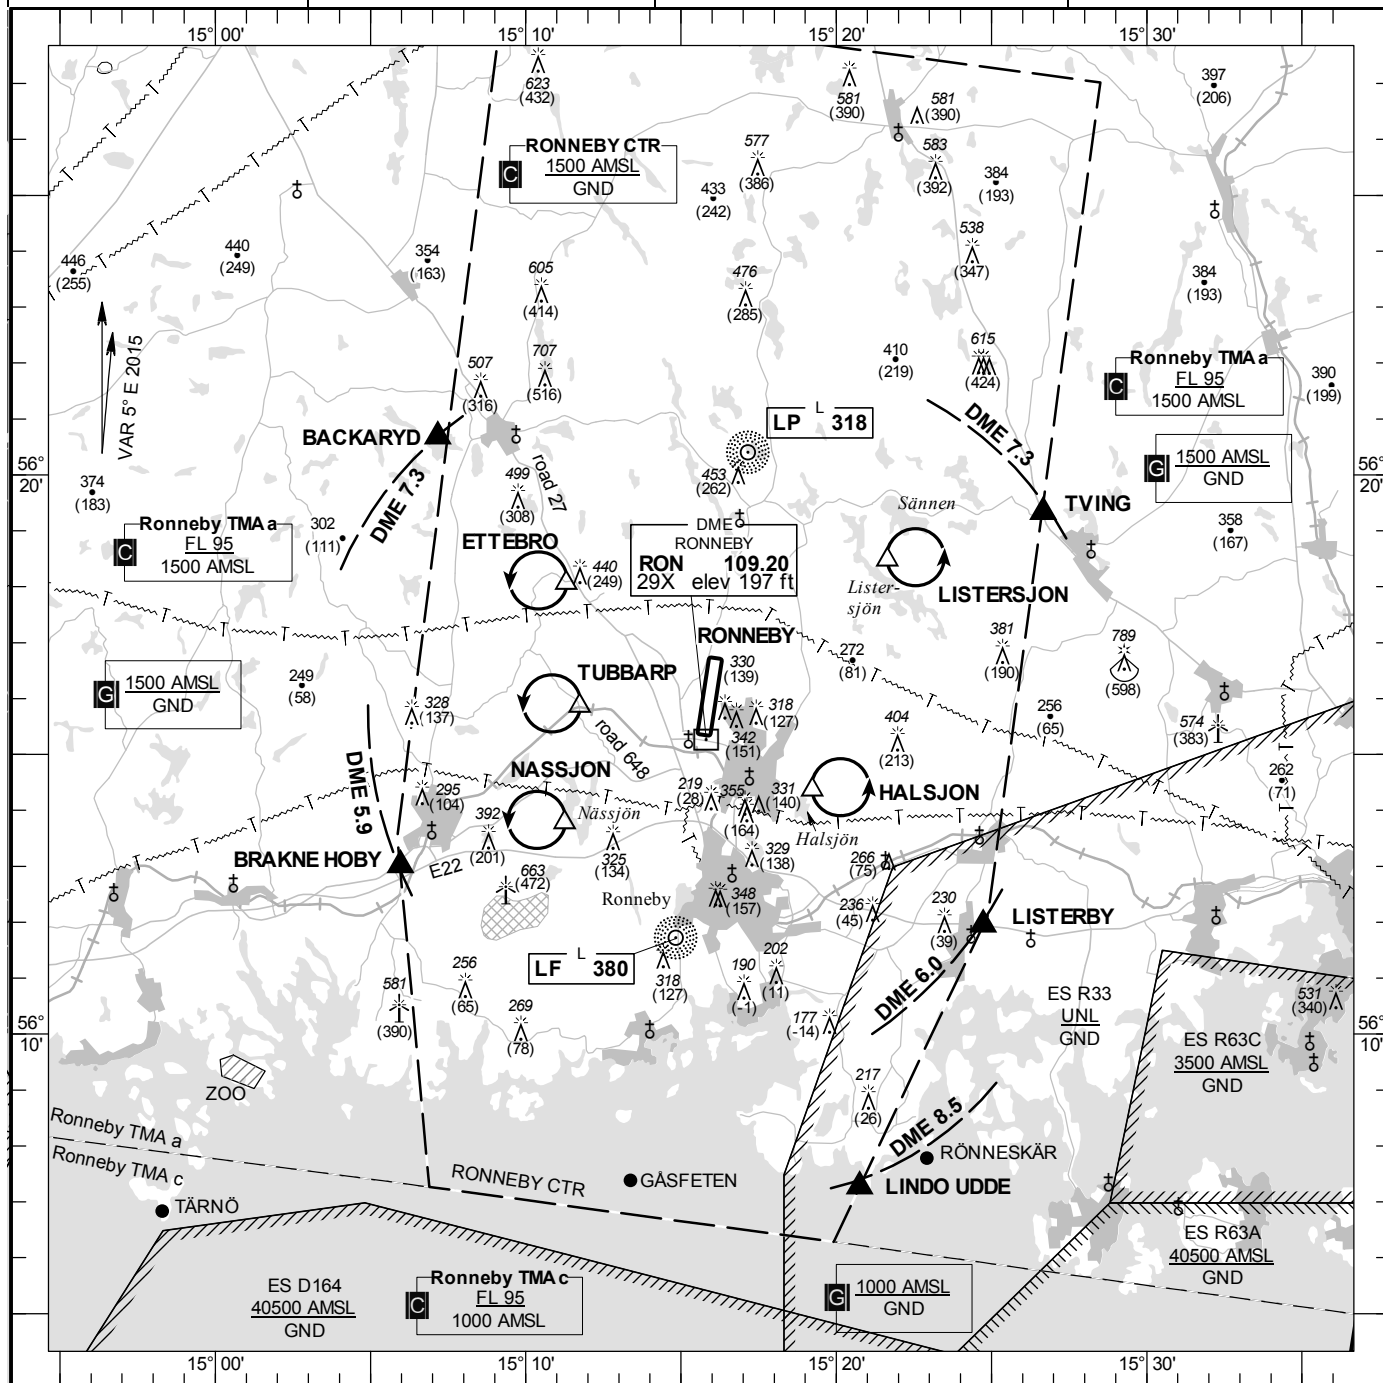 15° 00'
15° 10'
15° 20'
15° 30'
623
(432)
581
(390)
581
(390)
397
(206)
RONNEBY CTR
C
1500 AMSL
GND
577
(386)
583
(392)
433
(242)
384
(193)
446
(255)
440
(249)
354
(163)
538
(347)
605
(414)
476
(285)
384
(193)
VAR 5° E 2015
507
(316)
707
(516)
410
(219)
615
(424)
Ronneby TMA a
C
FL 95
1500 AMSL
390
(199)
BACKARYD
DME 7.3
L
LP 318
DME 7.3
G
1500 AMSL
GND
56°
20'
56°
20'
374
(183)
499
(308)
road 27
453
(262)
Sännen
TVING
302
(111)
358
(167)
Ronneby TMA a
C
FL 95
1500 AMSL
ETTEBRO
440
(249)
DME
RONNEBY
RON 109.20
29X elev 197 ft
Lister-
sjön
LISTERSJON
RONNEBY
381
(190)
789
(598)
272
(81)
G
1500 AMSL
GND
249
(58)
TUBBARP
330
(139)
328
(137)
318
(127)
256
(65)
574
(383)
342
(151)
404
(213)
road 648
DME 5.9
NASSJON
295
(104)
392
(201)
Nässjön
219
(28)
355
(164)
331
(140)
HALSJON
Halsjön
262
(71)
BRAKNE HOBY
E22
325
(134)
329
(138)
266
(75)
663
(472)
Ronneby
348
(157)
236
(45)
230
(39)
LISTERBY
L
LF 380
256
(65)
318
(127)
190
(-1)
202
(11)
DME 6.0
581
(390)
269
(78)
177
(-14)
ES R33
UNL
GND
531
(340)
56°
10'
56°
10'
ES R63C
3500 AMSL
GND
ZOO
217
(26)
DME 8.5
Ronneby TMA a
Ronneby TMA c
RÖNNESKÄR
RONNEBY CTR
GÅSFETEN
LINDO UDDE
TÄRNÖ
ES R63A
40500 AMSL
GND
ES D164
40500 AMSL
GND
Ronneby TMA c
C
FL 95
1000 AMSL
G
1000 AMSL
GND
15° 00'
15° 10'
15° 20'
15° 30'